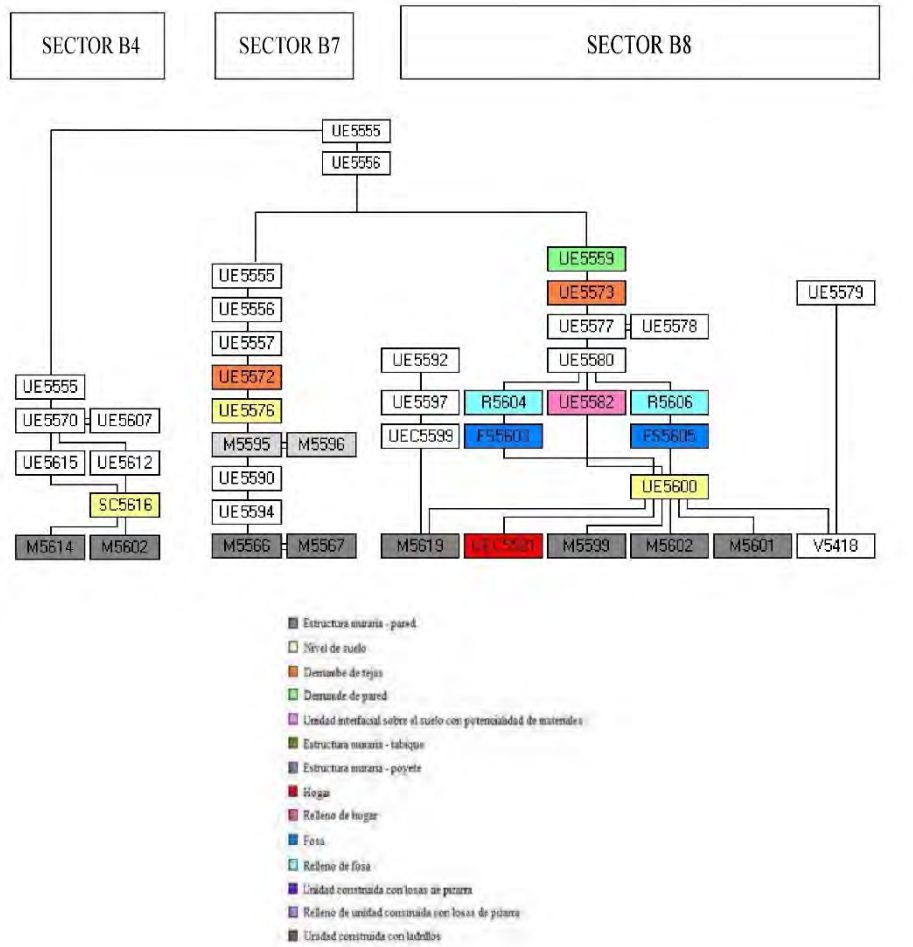 SECTOR B4
SECTOR B7
SECTOR B8
UE5555
UE5556
UE5559
UE5555
UE5573
UE5579
UE5556
UE5577
UE5578
UE5557
UE5592
UE5580
UE5555
UE5572
UE5597
R5604
UE5582
R5606
UE5570
UE5607
UE5576
UEC5599
FS5603
FS5605
M5595
M5596
UE5615
UE5612
UE5590
UE5600
SC5616
UE5594
M5614
M5602
M5566
M5567
M5619
M5599
M5602
M5601
V5418
Estructura muraria - pared
Nivel de suelo
Derrumbe de tejas
Derrumbe de pared
Unidad interfacial sobre el suelo con potencialidad de materiales
Estructura muraria - tabique
Estructura muraria - poyete
Hogar
Relleno de hogar
Fosa
Relleno de fosa
Unidad construida con losas de pizarra
Relleno de unidad construida con losas de pizarra
Unidad construida con ladrillos